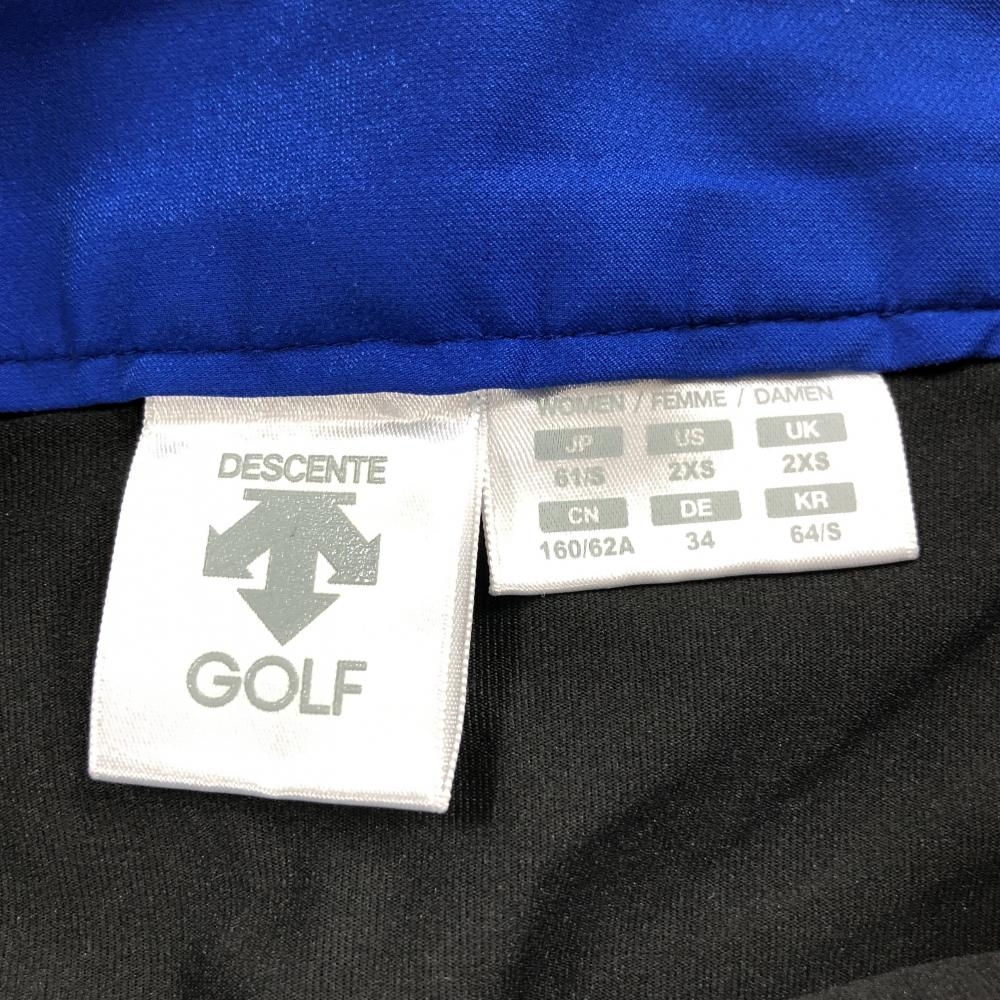 DESCENTE
GOLF
WOMEN / FEMME / DAMEN
JP US UK
61/S 2XS 2XS
CN DE KR
160/62A 34 64/S